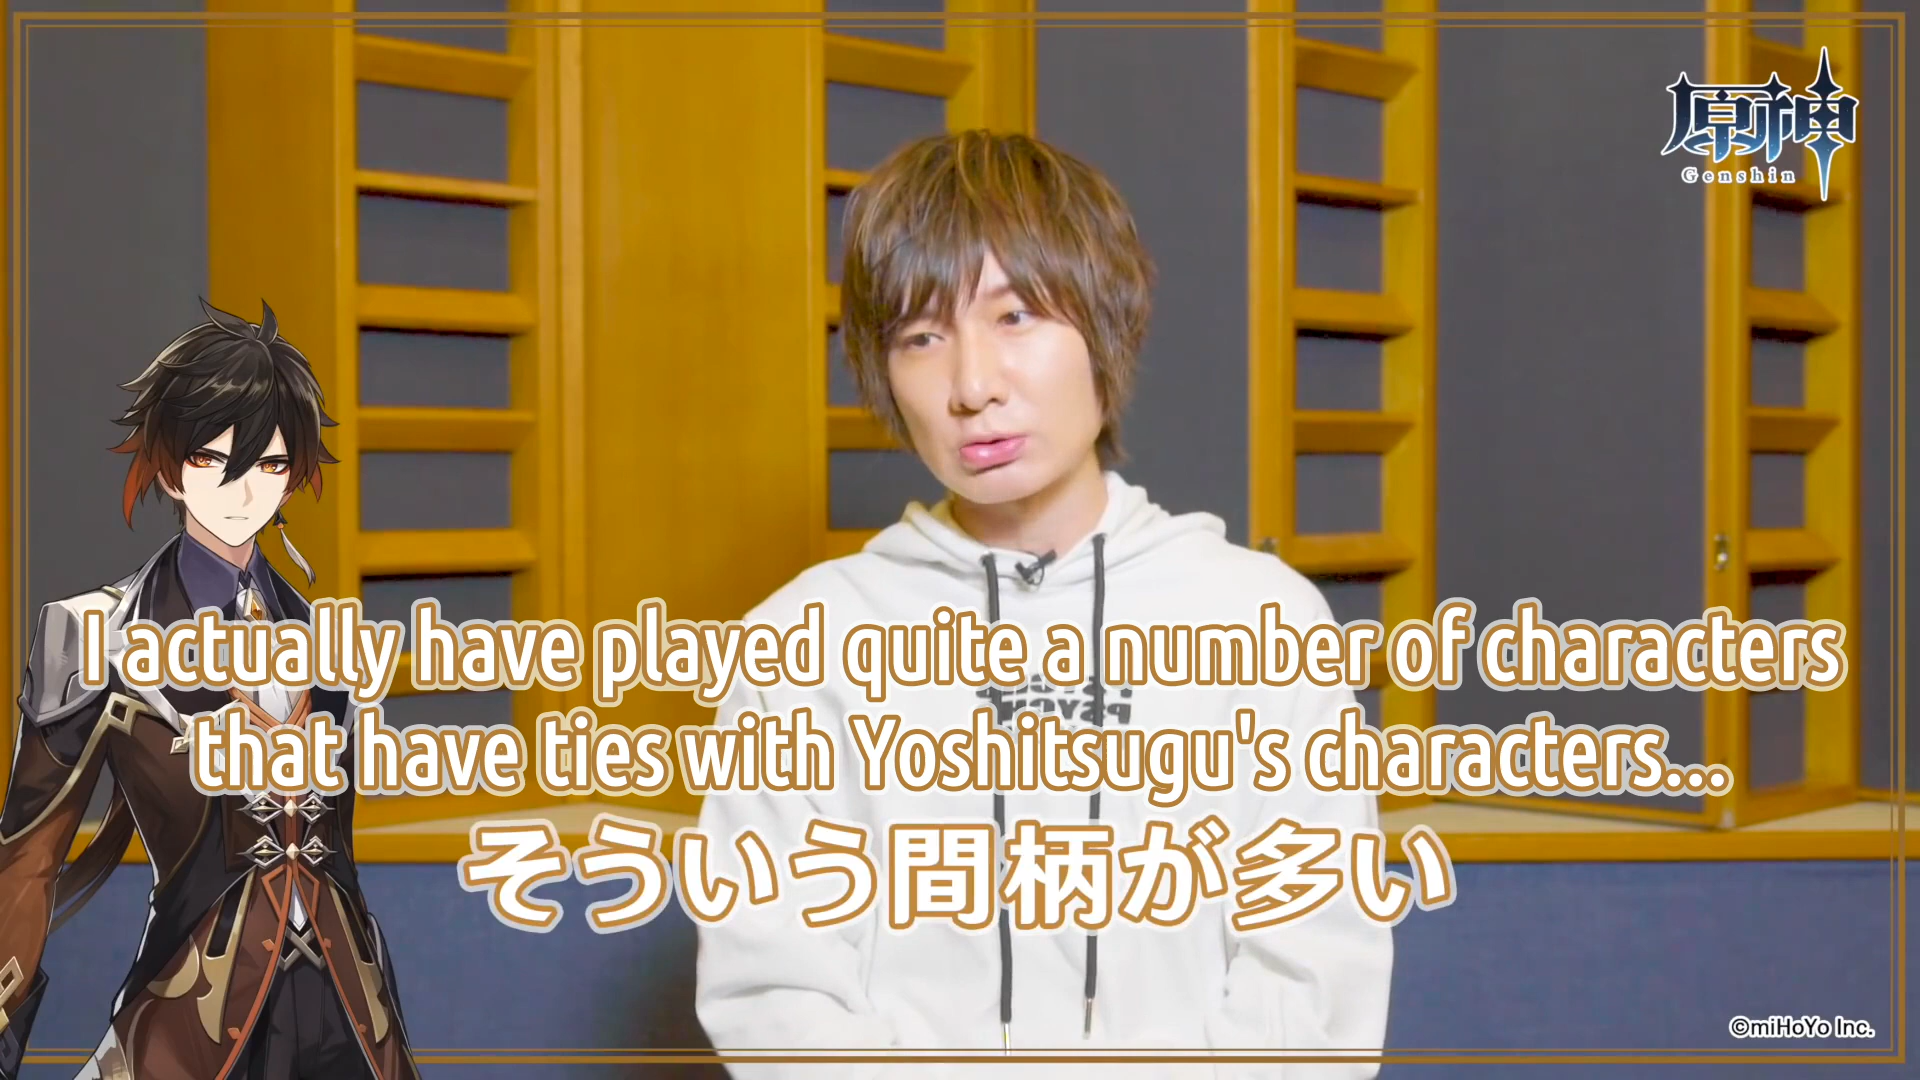 原神
Genshin
I actually have played quite a number of characters
that have ties with Yoshitsugu's characters...
そういう間柄が多い
©miHoYo Inc.